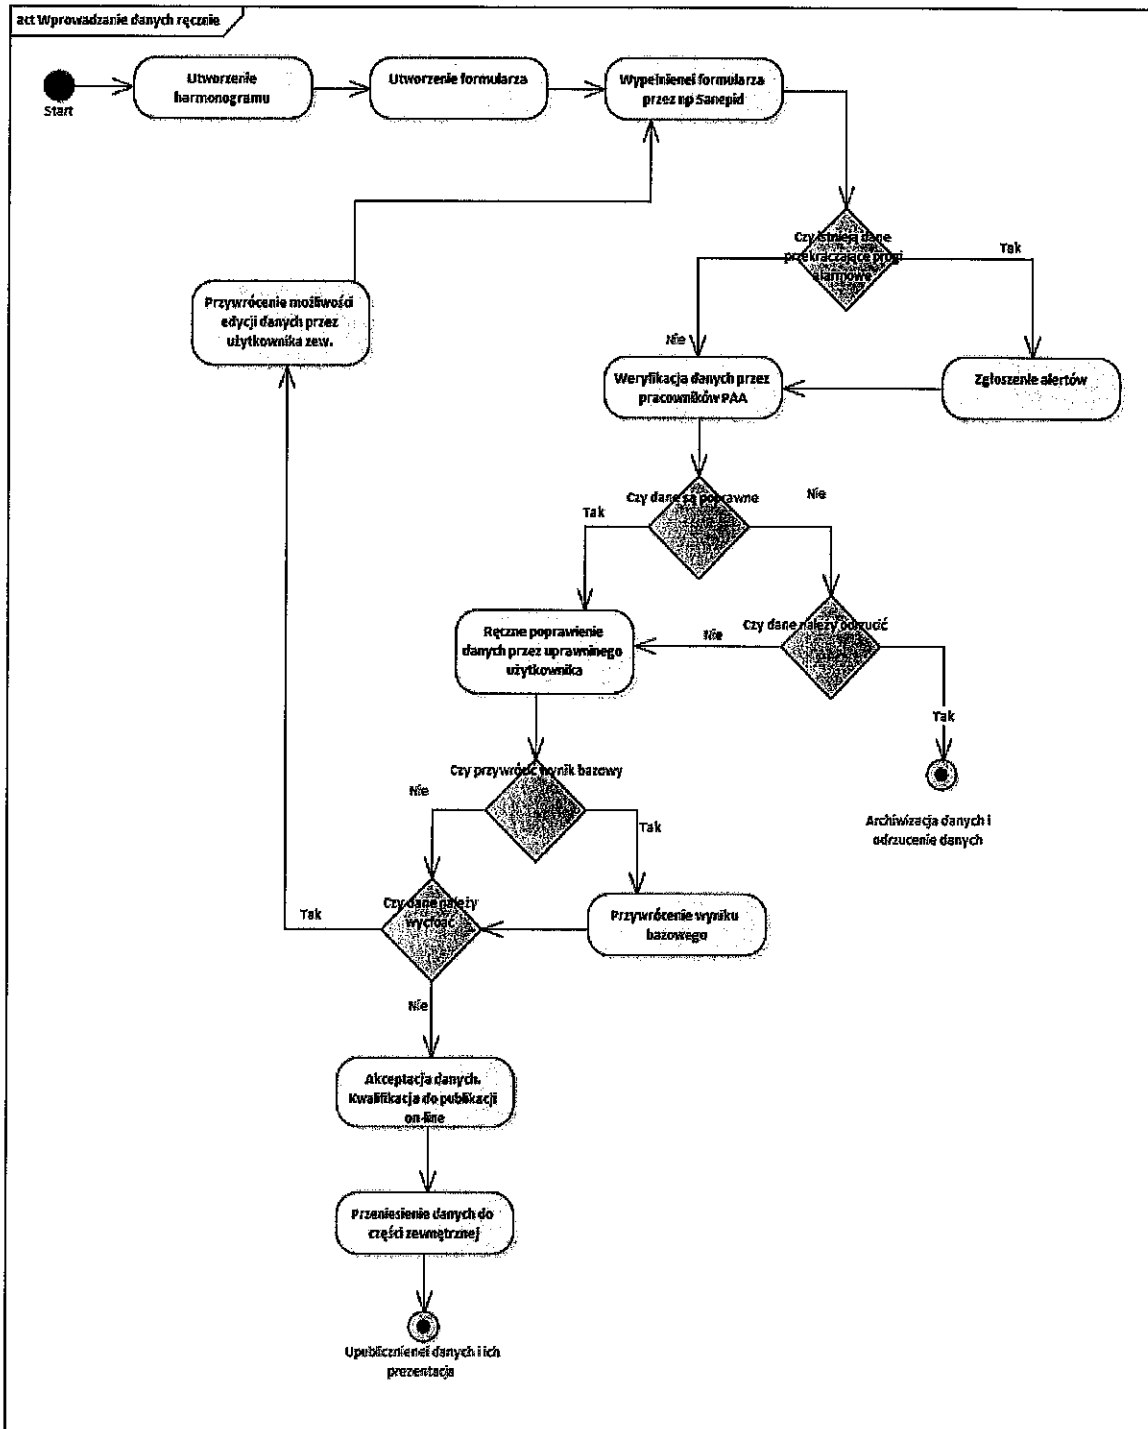 act Wprowadzanie danych ręcznie
Start
Utworzenie
harmonogramu
Utworzenie formularza
Wypełnienei formularza
przez np Sanepid
Czy istnieją dane
przekraczające progi
alarmowe
Tak
Nie
Przywrócenie możliwości
edycji danych przez
użytkownika zew.
Weryfikacja danych przez
pracowników PAA
Zgłoszenie alertów
Czy dane są poprawne
Nie
Tak
Ręczne poprawienie
danych przez uprawninego
użytkownika
Nie
Czy dane należy odrzucić
Tak
Czy przywrócić wynik bazowy
Nie
Tak
Archiwizacja danych i
odrzucenie danych
Czy dane należy
wycofać
Tak
Przywrócenie wyniku
bazowego
Nie
Akceptacja danych.
Kwalifikacja do publikacji
on-line
Przeniesienie danych do
części zewnętrznej
Upublicznienei danych i ich
prezentacja